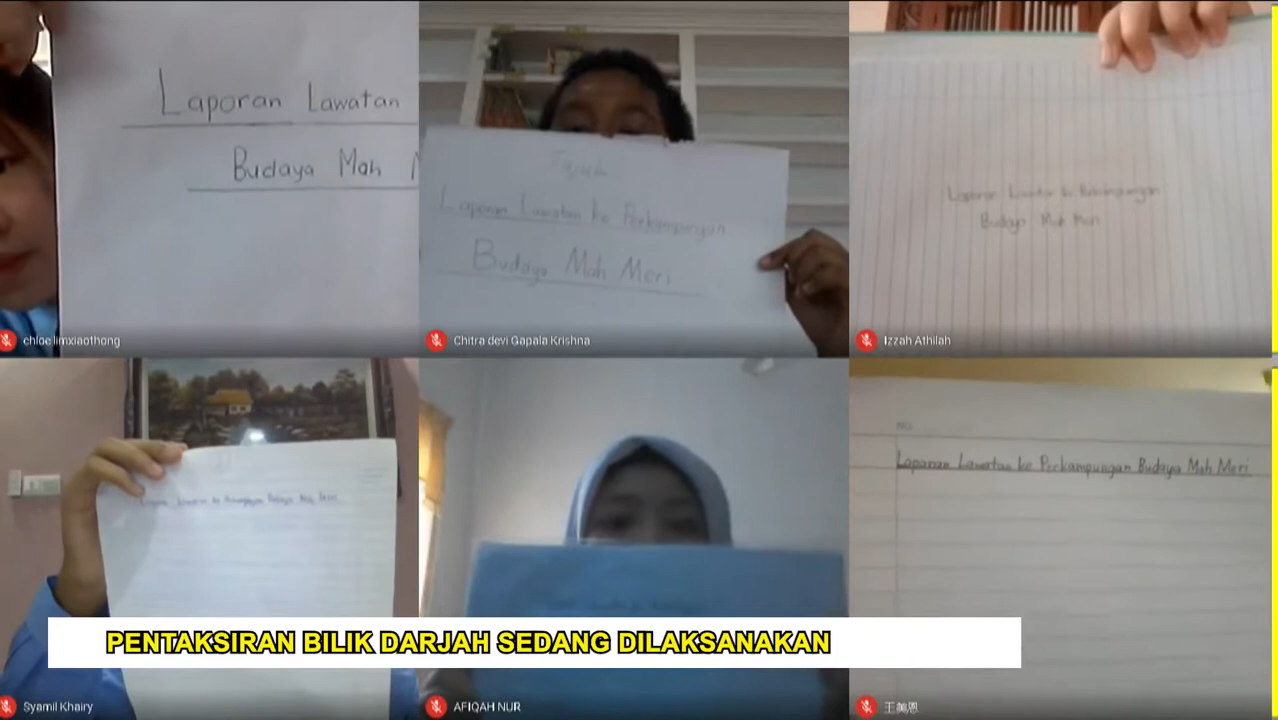 Laporan Lawatan
Budaya Mah M
chloe limxiaothong
Tajuk
Laporan Lawatan ke Perkampungan
Budaya Mah Meri
Chitra devi Gapala Krishna
Laporan Lawatan ke Perkampungan
Budaya Mah Meri
Izzah Athilah
Laporan Lawatan ke Perkampungan Budaya Mah Meri
Syamil Khairy
AFIQAH NUR
NO.
Laporan Lawatan ke Perkampungan Budaya Mah Meri
王美恩
PENTAKSIRAN BILIK DARJAH SEDANG DILAKSANAKAN